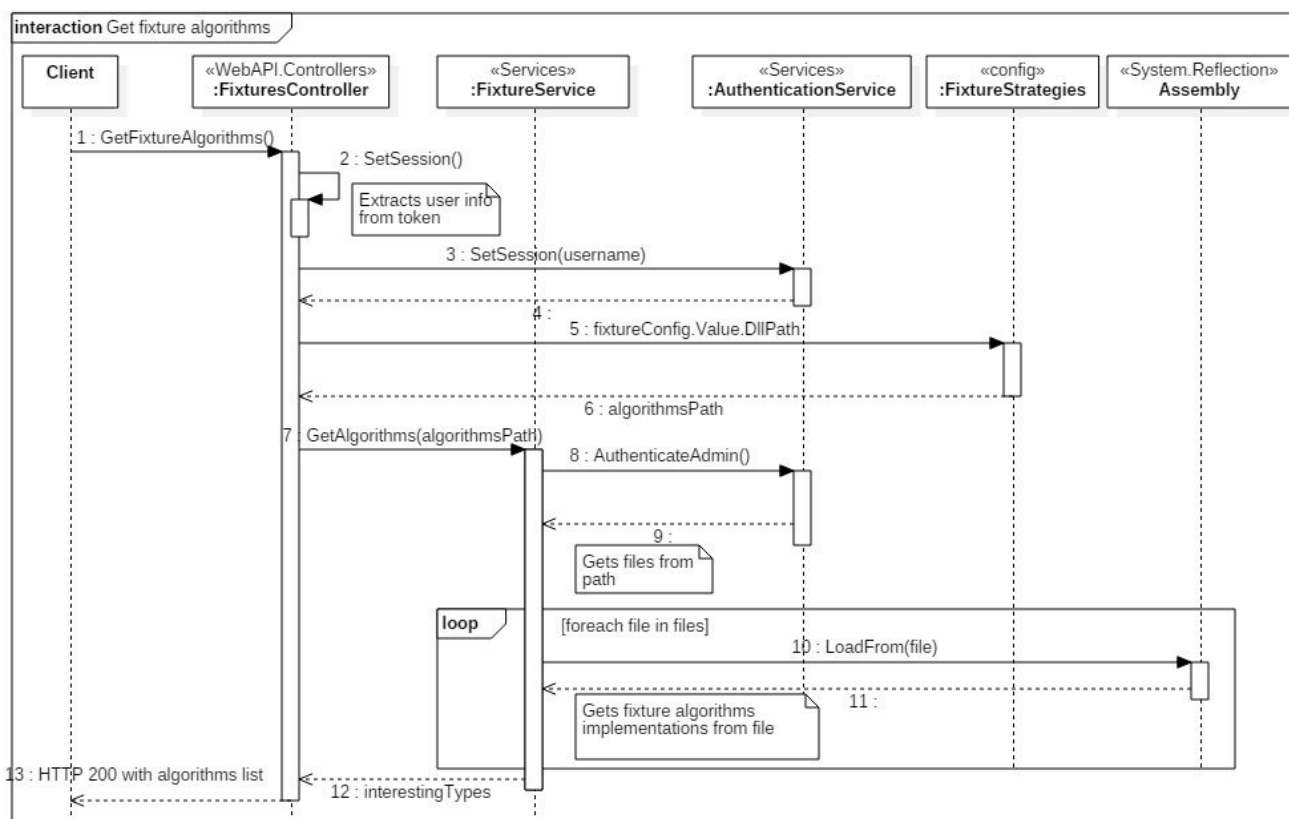 interaction Get fixture algorithms
Client
«WebAPI.Controllers»
:FixturesController
«Services»
:FixtureService
«Services»
:AuthenticationService
«config»
:FixtureStrategies
«System.Reflection»
Assembly
1 : GetFixtureAlgorithms()
2 : SetSession()
Extracts user info
from token
3 : SetSession(username)
4 :
5 : fixtureConfig.Value.DllPath
6 : algorithmsPath
7 : GetAlgorithms(algorithmsPath)
8 : AuthenticateAdmin()
9 :
Gets files from
path
loop
[foreach file in files]
10 : LoadFrom(file)
11 :
Gets fixture algorithms
implementations from file
12 : interestingTypes
13 : HTTP 200 with algorithms list